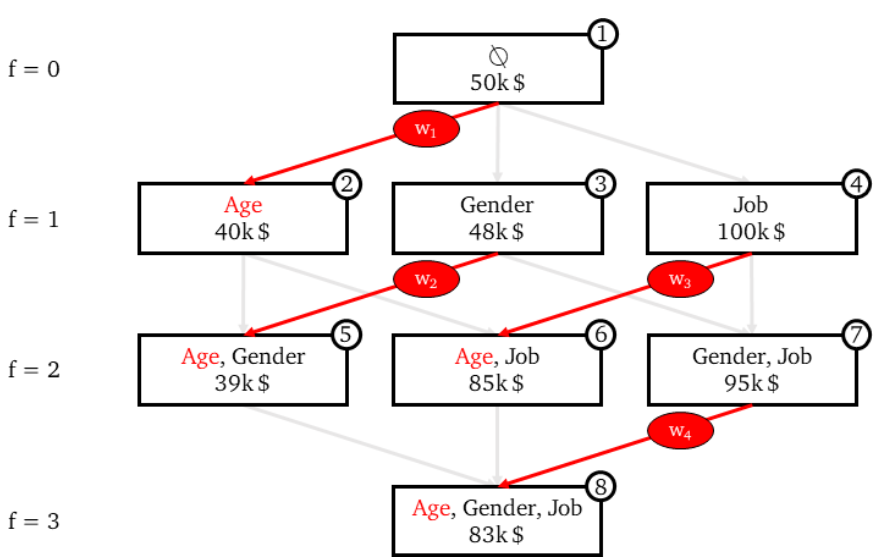 1
f = 0
∅
50k $
w₁
2
3
4
f = 1
Age
40k $
Gender
48k $
Job
100k $
w₂
w₃
5
6
7
f = 2
Age, Gender
39k $
Age, Job
85k $
Gender, Job
95k $
w₄
8
f = 3
Age, Gender, Job
83k $